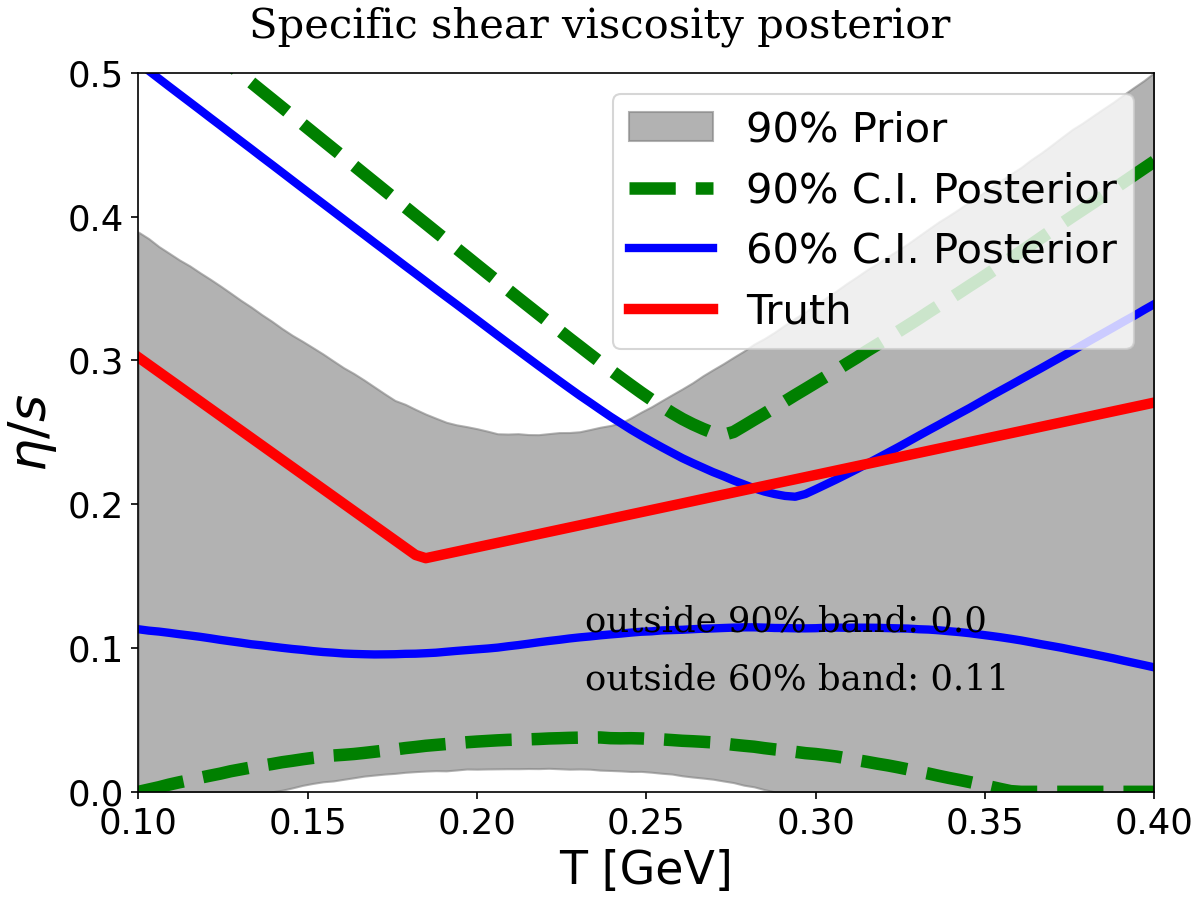 Specific shear viscosity posterior
0.5
0.4
0.3
0.2
0.1
0.0
η/s
90% Prior
90% C.I. Posterior
60% C.I. Posterior
Truth
outside 90% band: 0.0
outside 60% band: 0.11
0.10 0.15 0.20 0.25 0.30 0.35 0.40
T [GeV]